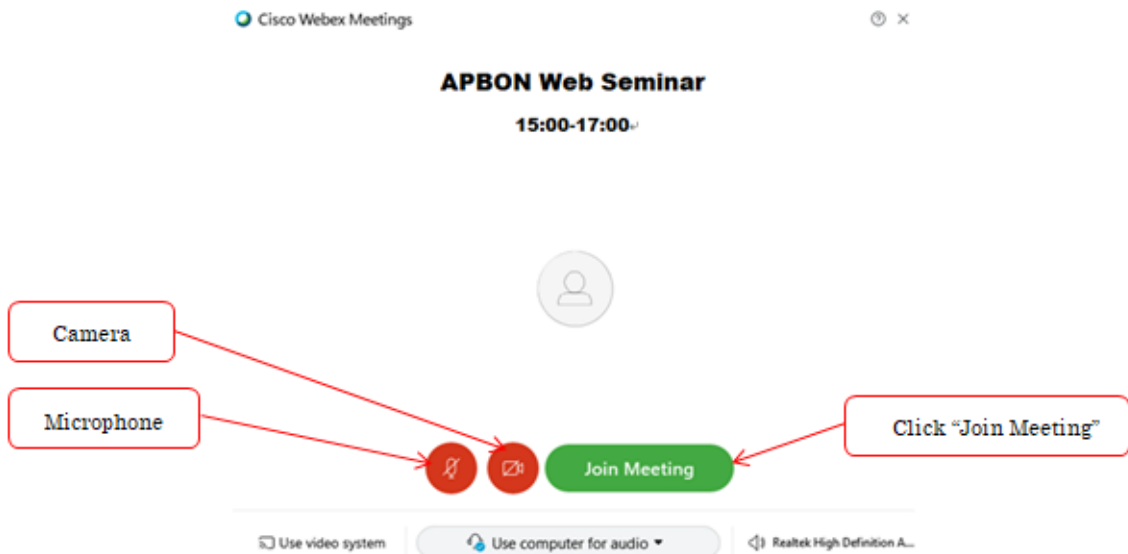 Cisco Webex Meetings
APBON Web Seminar
15:00-17:00
Camera
Microphone
Click “Join Meeting”
Join Meeting
Use video system
Use computer for audio
Realtek High Definition A...